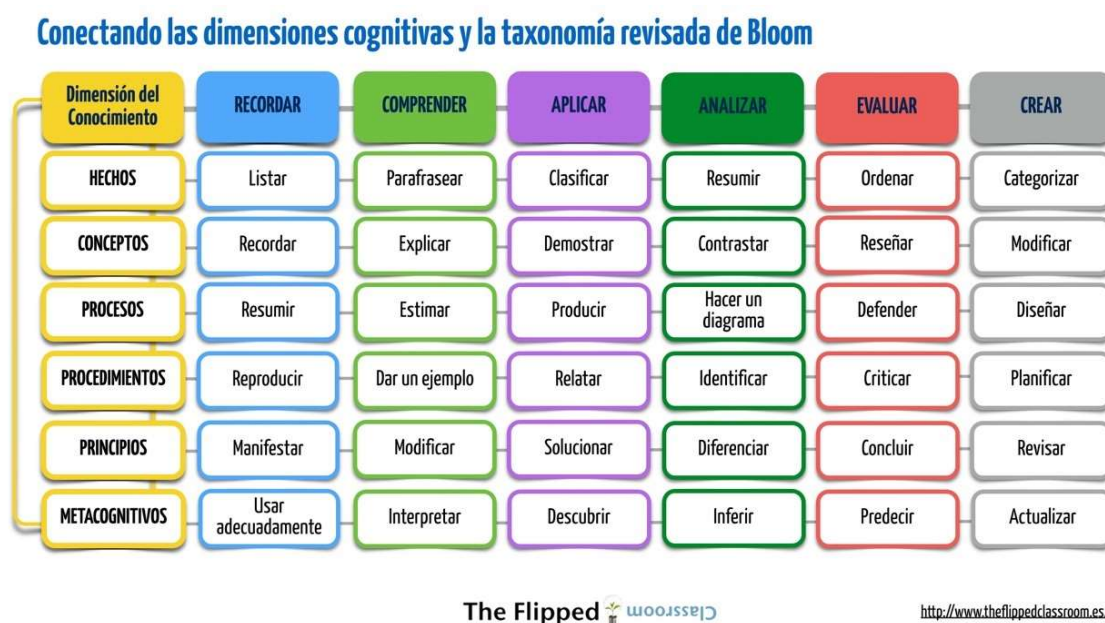 Conectando las dimensiones cognitivas y la taxonomía revisada de Bloom
Dimensión del Conocimiento RECORDAR COMPRENDER APLICAR ANALIZAR EVALUAR CREAR
HECHOS Listar Parafrasear Clasificar Resumir Ordenar Categorizar
CONCEPTOS Recordar Explicar Demostrar Contrastar Reseñar Modificar
PROCESOS Resumir Estimar Producir Hacer un diagrama Defender Diseñar
PROCEDIMIENTOS Reproducir Dar un ejemplo Relatar Identificar Criticar Planificar
PRINCIPIOS Manifestar Modificar Solucionar Diferenciar Concluir Revisar
METACOGNITIVOS Usar adecuadamente Interpretar Descubrir Inferir Predecir Actualizar
The Flipped Classroom
http://www.theflippedclassroom.es